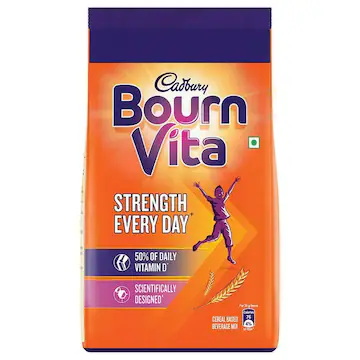 Cadbury
Bourn
Vita
STRENGTH
EVERY DAY*
50% OF DAILY
VITAMIN D*
SCIENTIFICALLY
DESIGNED*
CEREAL BASED
BEVERAGE MIX